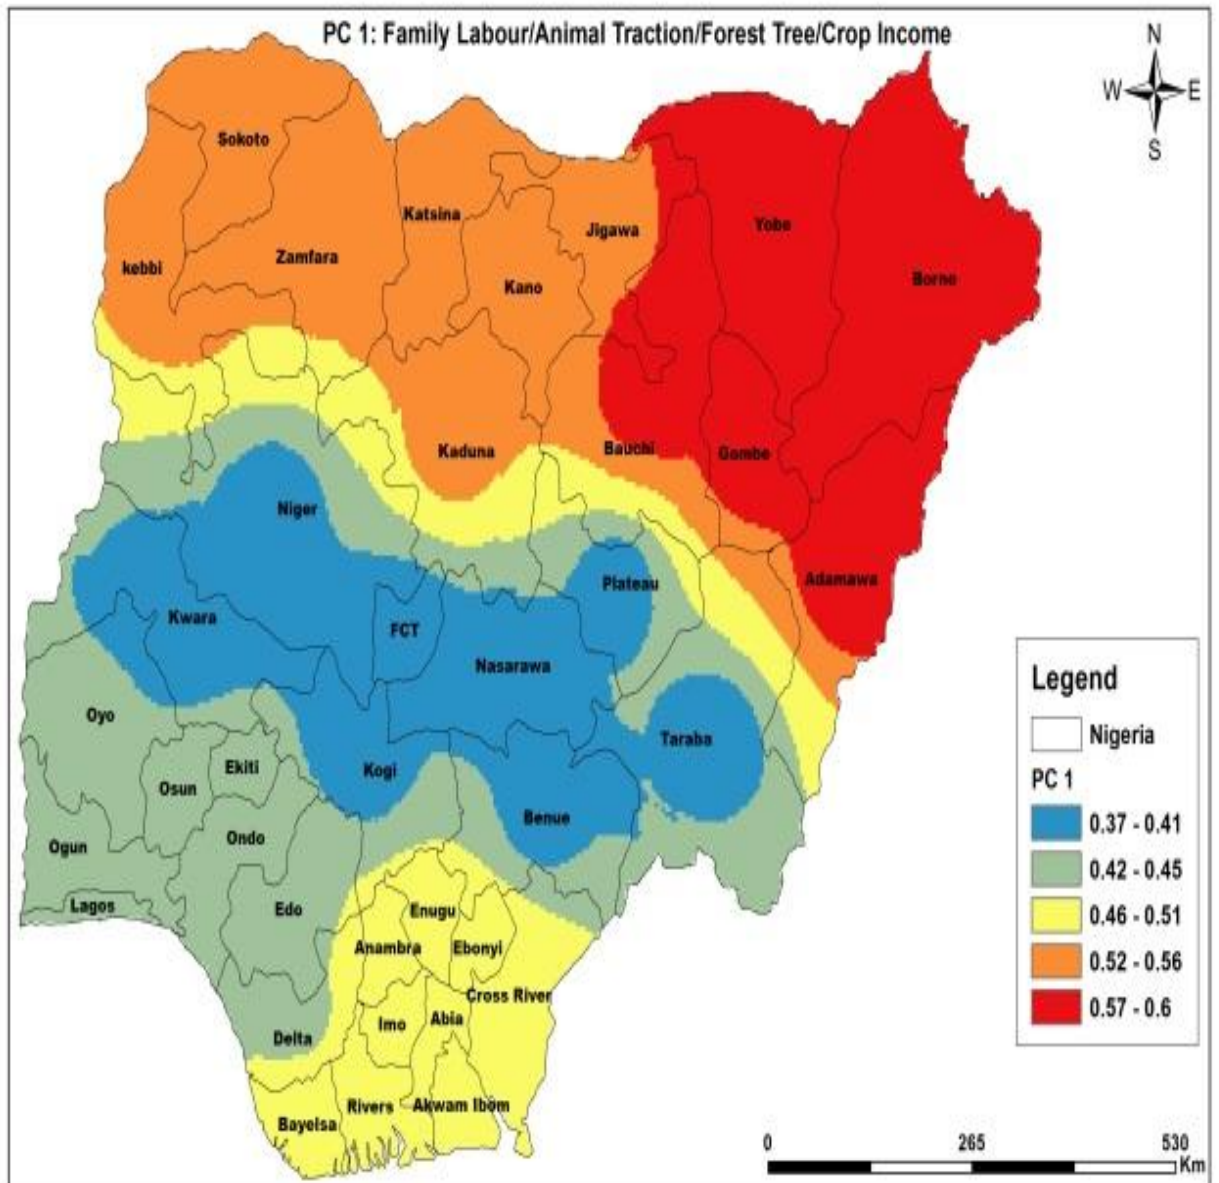 PC 1: Family Labour/Animal Traction/Forest Tree/Crop Income
N
W E
S
Sokoto
Katsina
Jigawa
Yobe
kebbi
Zamfara
Kano
Borno
Kaduna
Bauchi
Gombe
Niger
Plateau
Adamawa
Kwara
FCT
Nasarawa
Oyo
Taraba
Ekiti
Kogi
Osun
Benue
Ogun
Ondo
Lagos
Edo
Enugu
Anambra
Ebonyi
Cross River
Imo
Abia
Delta
Rivers
Akwam Ibom
Bayelsa
Legend
Nigeria
PC 1
0.37 - 0.41
0.42 - 0.45
0.46 - 0.51
0.52 - 0.56
0.57 - 0.6
0 265 530
Km